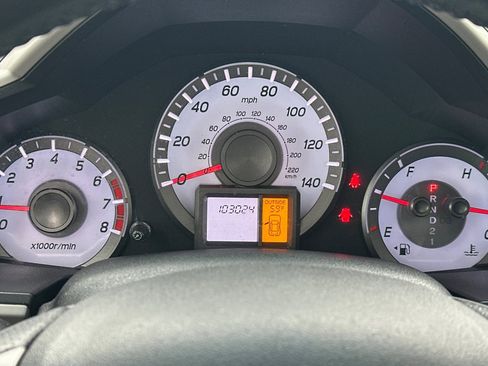 1 2 3 4 5 6 7 8
x1000r/min
0 20 40 60 80 100 120 140
mph
0 20 40 60 80 100 120 140 160 180 200 220
km/h
103024
OUTSIDE
F H
E C
P
R
N
D
2
1